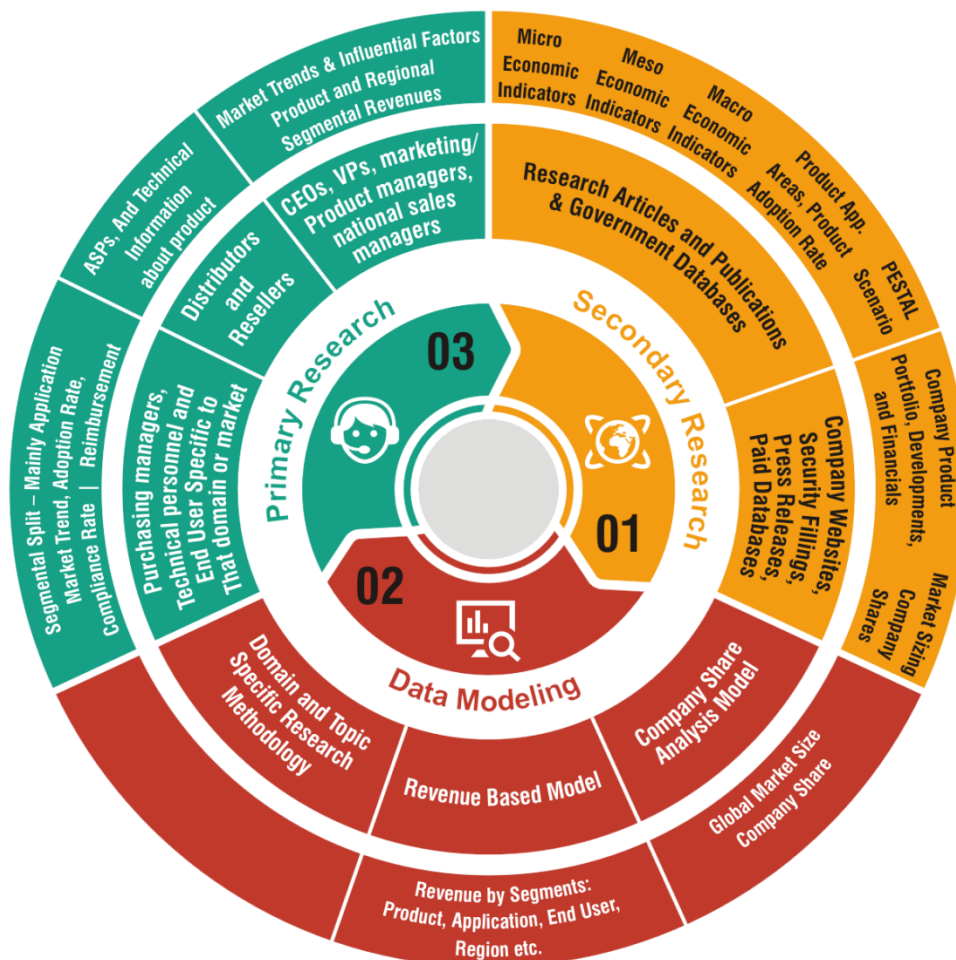 Market Trends & Influential Factors
Product and Regional
Segmental Revenues
Micro
Economic
Indicators
Meso
Economic
Indicators
Macro
Economic
Indicators
Product App.
Areas, Product
Adoption Rate
PESTAL
Scenario
ASPs, And Technical
Information
about product
CEOs, VPs, marketing/
Product managers,
national sales
managers
Research Articles and Publications
& Government Databases
Distributors
and
Resellers
Primary Research
Secondary Research
03
01
02
Company Product
Portfolio, Developments,
and Financials
Segmental Split – Mainly Application
Market Trend, Adoption Rate,
Compliance Rate | Reimbursement
Purchasing managers,
Technical personnel and
End User Specific to
That domain or market
Company Websites,
Security Fillings,
Press Releases,
Paid Databases
Market Sizing
Company
Shares
Data Modeling
Domain and Topic
Specific Research
Methodology
Revenue Based Model
Company Share
Analysis Model
Global Market Size
Company Share
Revenue by Segments:
Product, Application, End User,
Region etc.